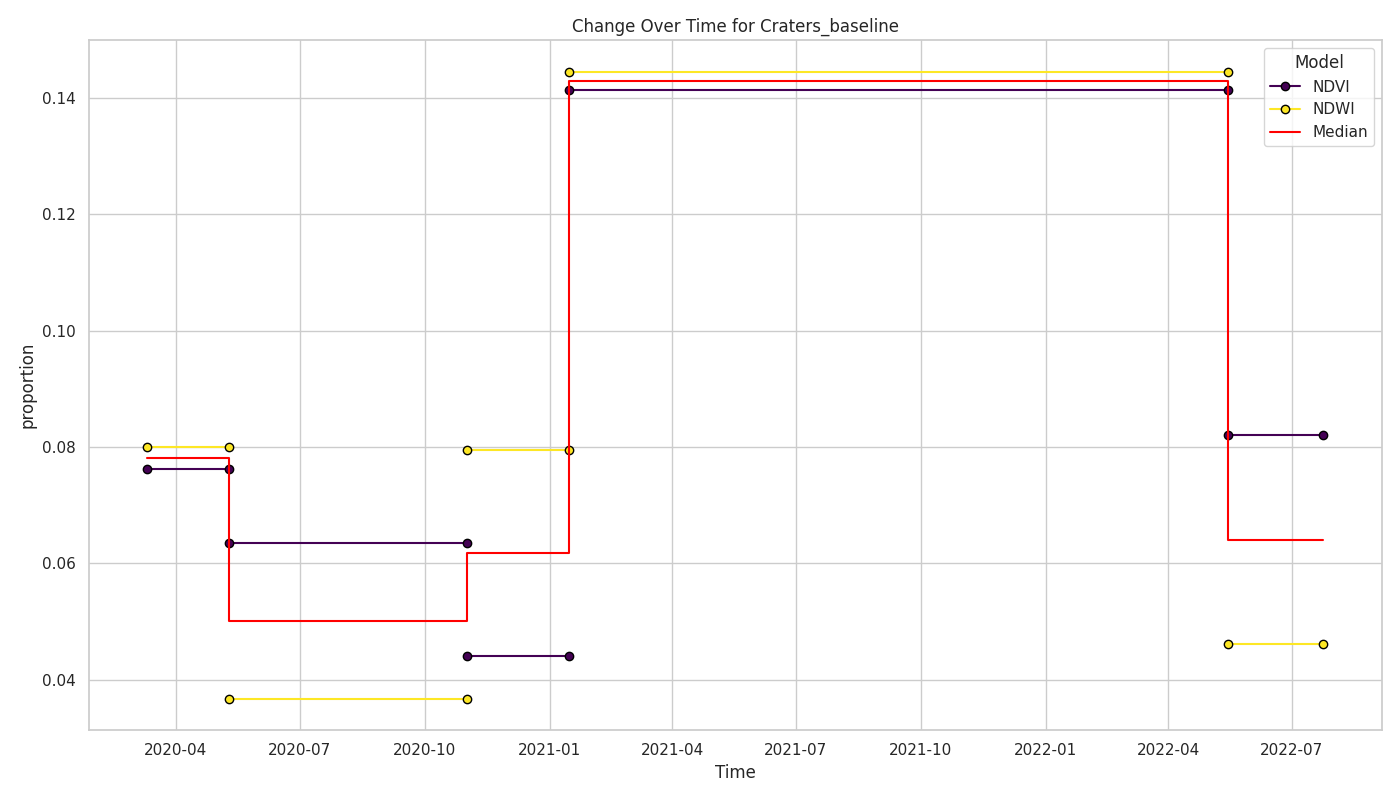 Change Over Time for Craters_baseline
Model
NDVI
NDWI
Median
0.14
0.12
0.10
0.08
0.06
0.04
proportion
2020-04
2020-07
2020-10
2021-01
2021-04
2021-07
2021-10
2022-01
2022-04
2022-07
Time